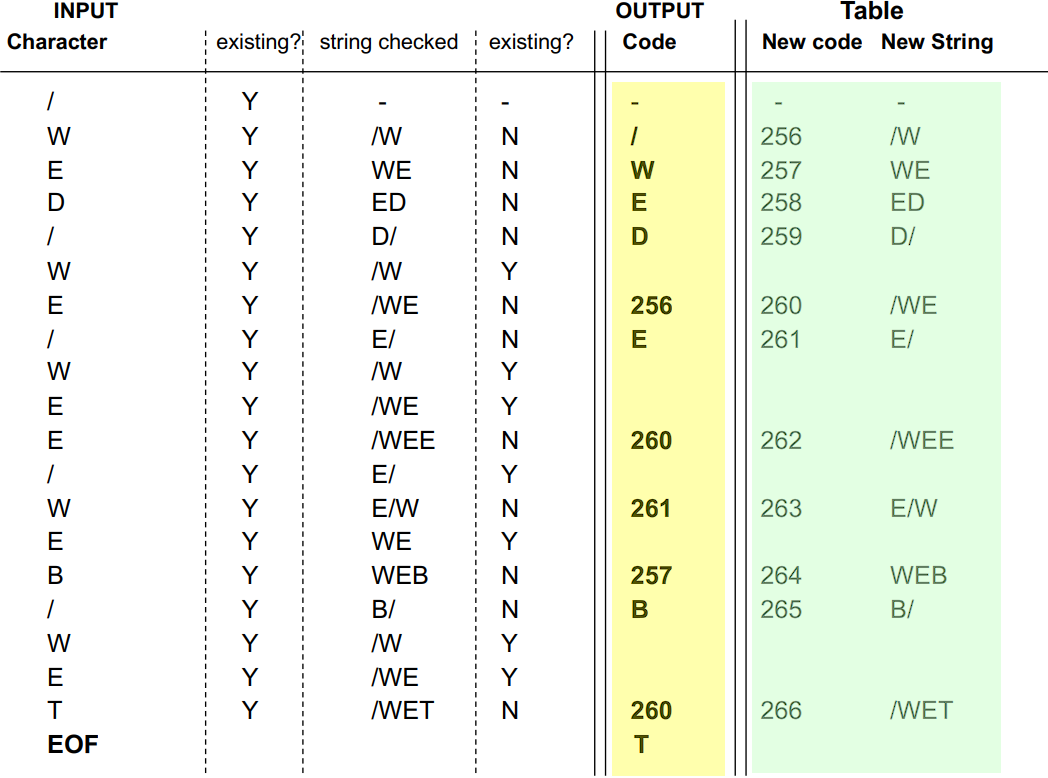 INPUT OUTPUT Table
Character existing? string checked existing? Code New code New String
/ Y - - - - -
W Y /W N / 256 /W
E Y WE N W 257 WE
D Y ED N E 258 ED
/ Y D/ N D 259 D/
W Y /W Y
E Y /WE N 256 260 /WE
/ Y E/ N E 261 E/
W Y /W Y
E Y /WE Y
E Y /WEE N 260 262 /WEE
/ Y E/ Y
W Y E/W N 261 263 E/W
E Y WE Y
B Y WEB N 257 264 WEB
/ Y B/ N B 265 B/
W Y /W Y
E Y /WE Y
T Y /WET N 260 266 /WET
EOF T